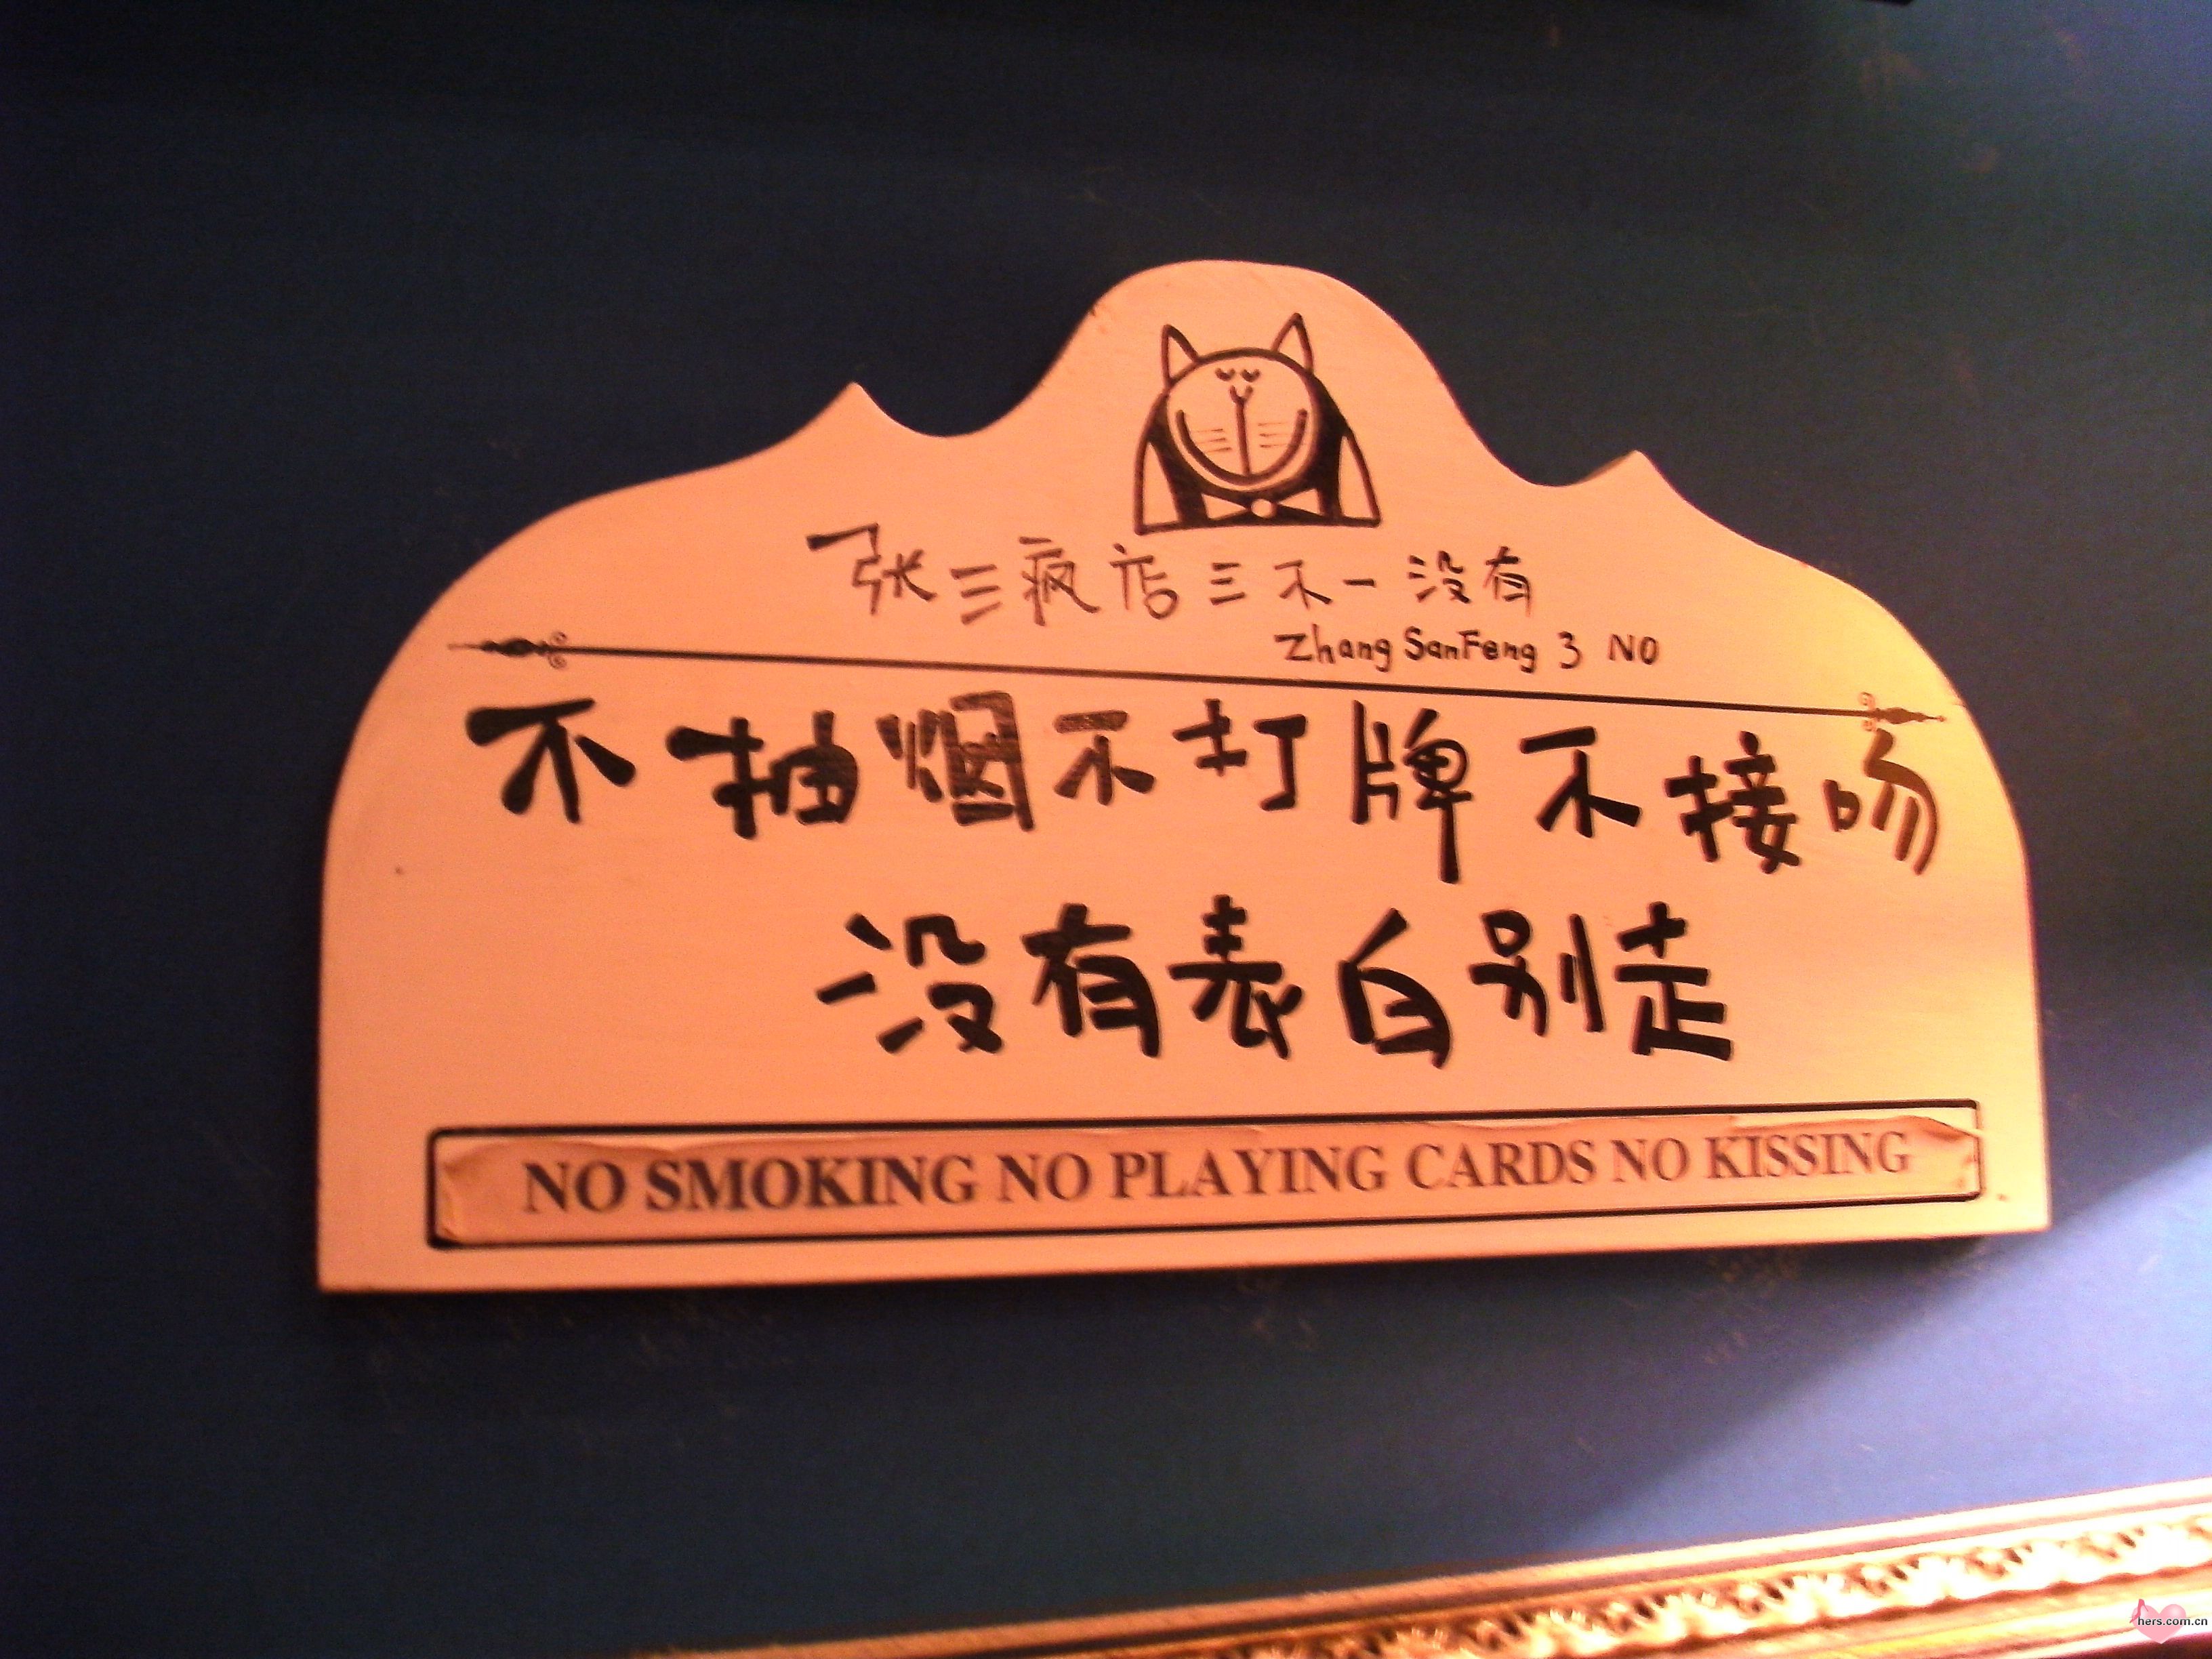 张三疯店三不一没有
Zhang SanFeng 3 NO
不抽烟不打牌不接吻
没有表白别走
NO SMOKING NO PLAYING CARDS NO KISSING
hers.com.cn